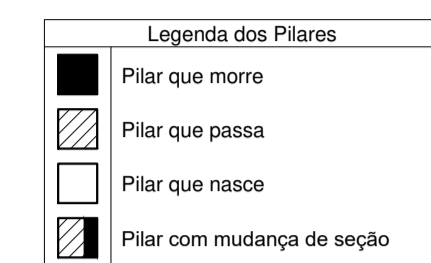 Legenda dos Pilares
Pilar que morre
Pilar que passa
Pilar que nasce
Pilar com mudança de seção